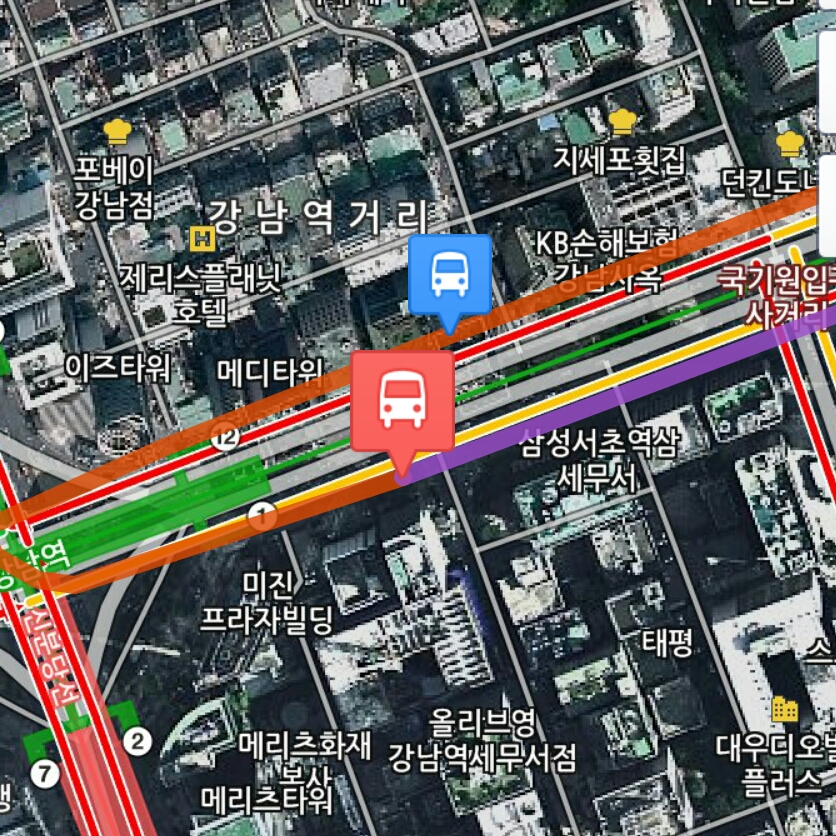 포베이
강남점
지세포횟집
강남역거리
제리스플래닛
호텔
KB손해보험
강남사옥
국기원입
사거리
이즈타워
메디타워
12
삼성서초역삼
세무서
1
미진
프라자빌딩
신분당선
태평
2
7
메리츠화재
본사
메리츠타워
올리브영
강남역세무서점
대우디오빌
플러스